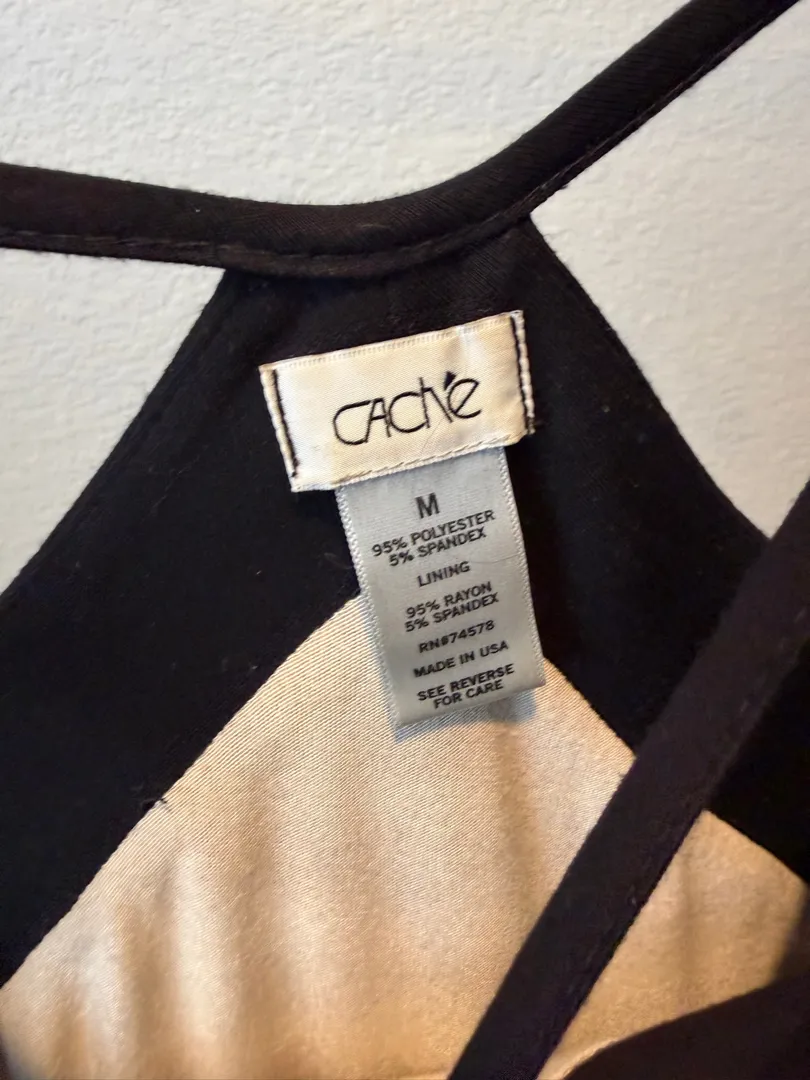 CACHÉ
M
95% POLYESTER
5% SPANDEX
LINING
95% RAYON
5% SPANDEX
RN#74578
MADE IN USA
SEE REVERSE
FOR CARE